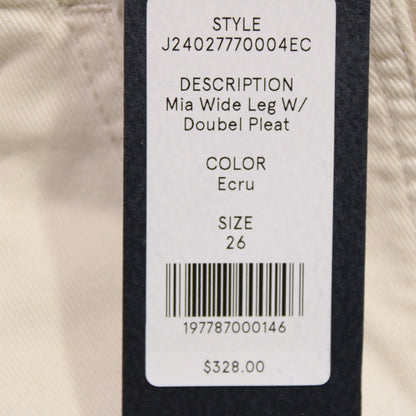 STYLE
J24027770004EC
DESCRIPTION
Mia Wide Leg W/
Doubel Pleat
COLOR
Ecru
SIZE
26
197787000146
$328.00